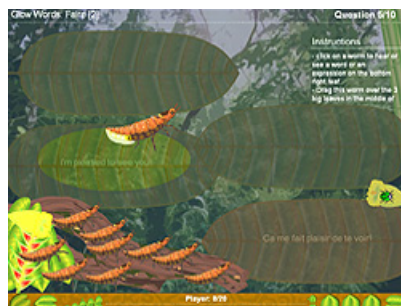 Glow Words: Faire (2)
Question 5/10
Instructions
- click on a worm to hear or
see a word or an
expression on the bottom
right leaf.
- Drag this worm over the 3
big leaves in the middle of
I'm pleased to see you!
Ca me fait plaisir de te voir!
Player: 8/26